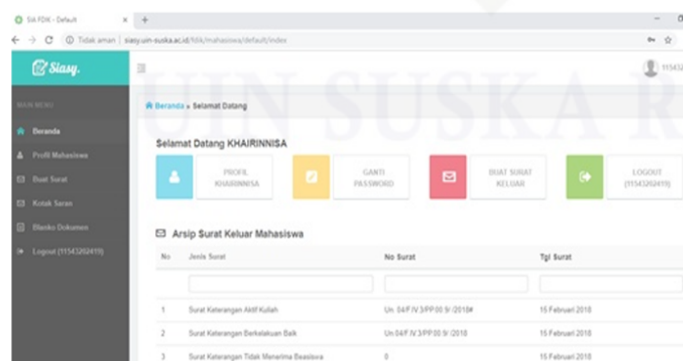 SIA FDIK - Default
Tidak aman | siasy.uin-suska.ac.id/fdik/mahasiswa/default/index
Siasy.
MAIN MENU
Beranda
Profil Mahasiswa
Buat Surat
Kotak Saran
Blanko Dokumen
Logout (11543202419)
UIN SUSKA R
Beranda » Selamat Datang
Selamat Datang KHAIRINNISA
PROFIL KHAIRINNISA
GANTI PASSWORD
BUAT SURAT KELUAR
LOGOUT (11543202419)
Arsip Surat Keluar Mahasiswa
No Jenis Surat No Surat Tgl Surat
1 Surat Keterangan Aktif Kuliah 15 Februari 2018
2 Surat Keterangan Berkelakuan Baik 15 Februari 2018
3 Surat Keterangan Tidak Menerima Beasiswa 0 15 Februari 2018